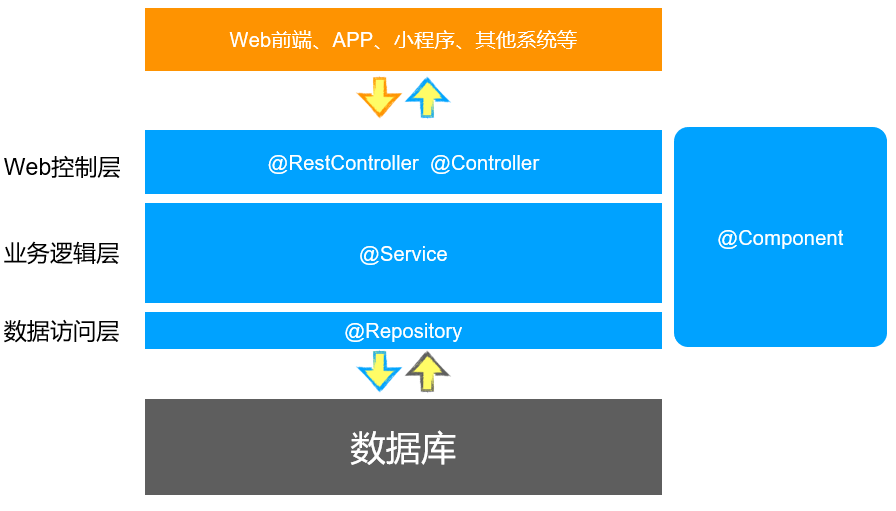 Web前端、APP、小程序、其他系统等
Web控制层
@RestController @Controller
业务逻辑层
@Service
@Component
数据访问层
@Repository
数据库